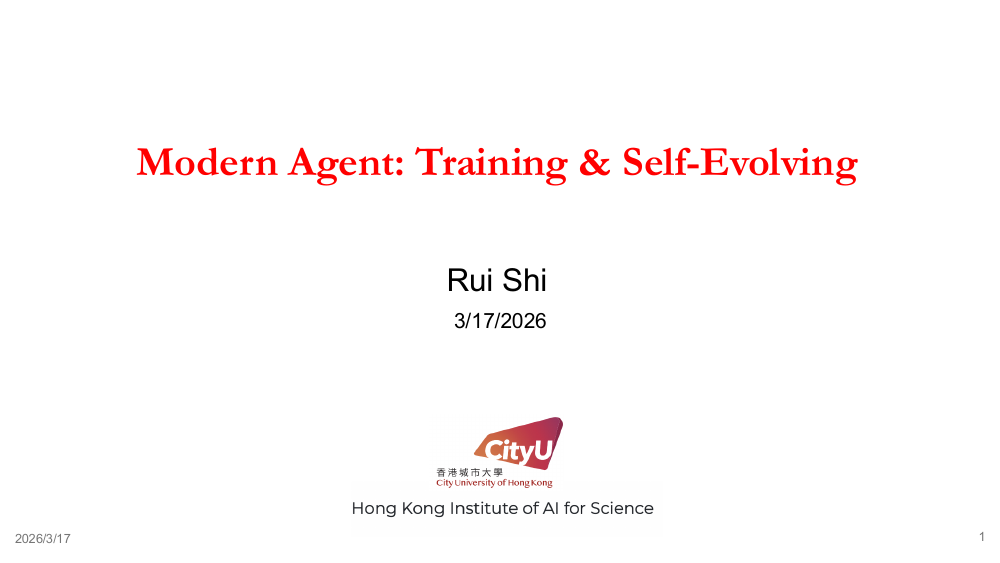 Modern Agent: Training & Self-Evolving
Rui Shi
3/17/2026
CityU
香港城市大學
City University of Hong Kong
Hong Kong Institute of AI for Science
2026/3/17
1